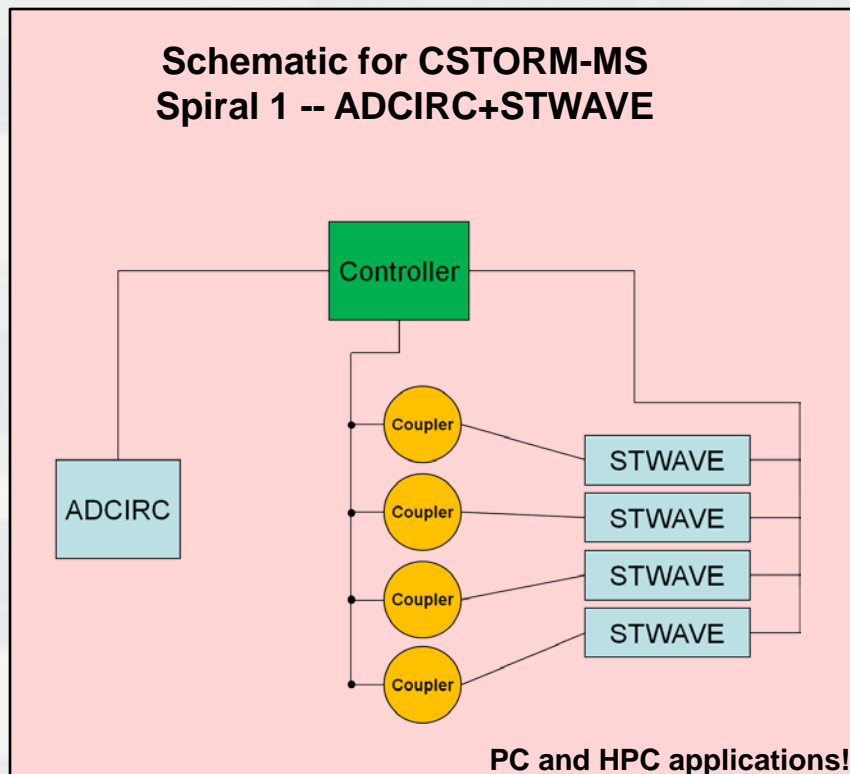 Schematic for CSTORM-MS
Spiral 1 -- ADCIRC+STWAVE
Controller
Coupler
STWAVE
ADCIRC
Coupler
STWAVE
Coupler
STWAVE
Coupler
STWAVE
PC and HPC applications!